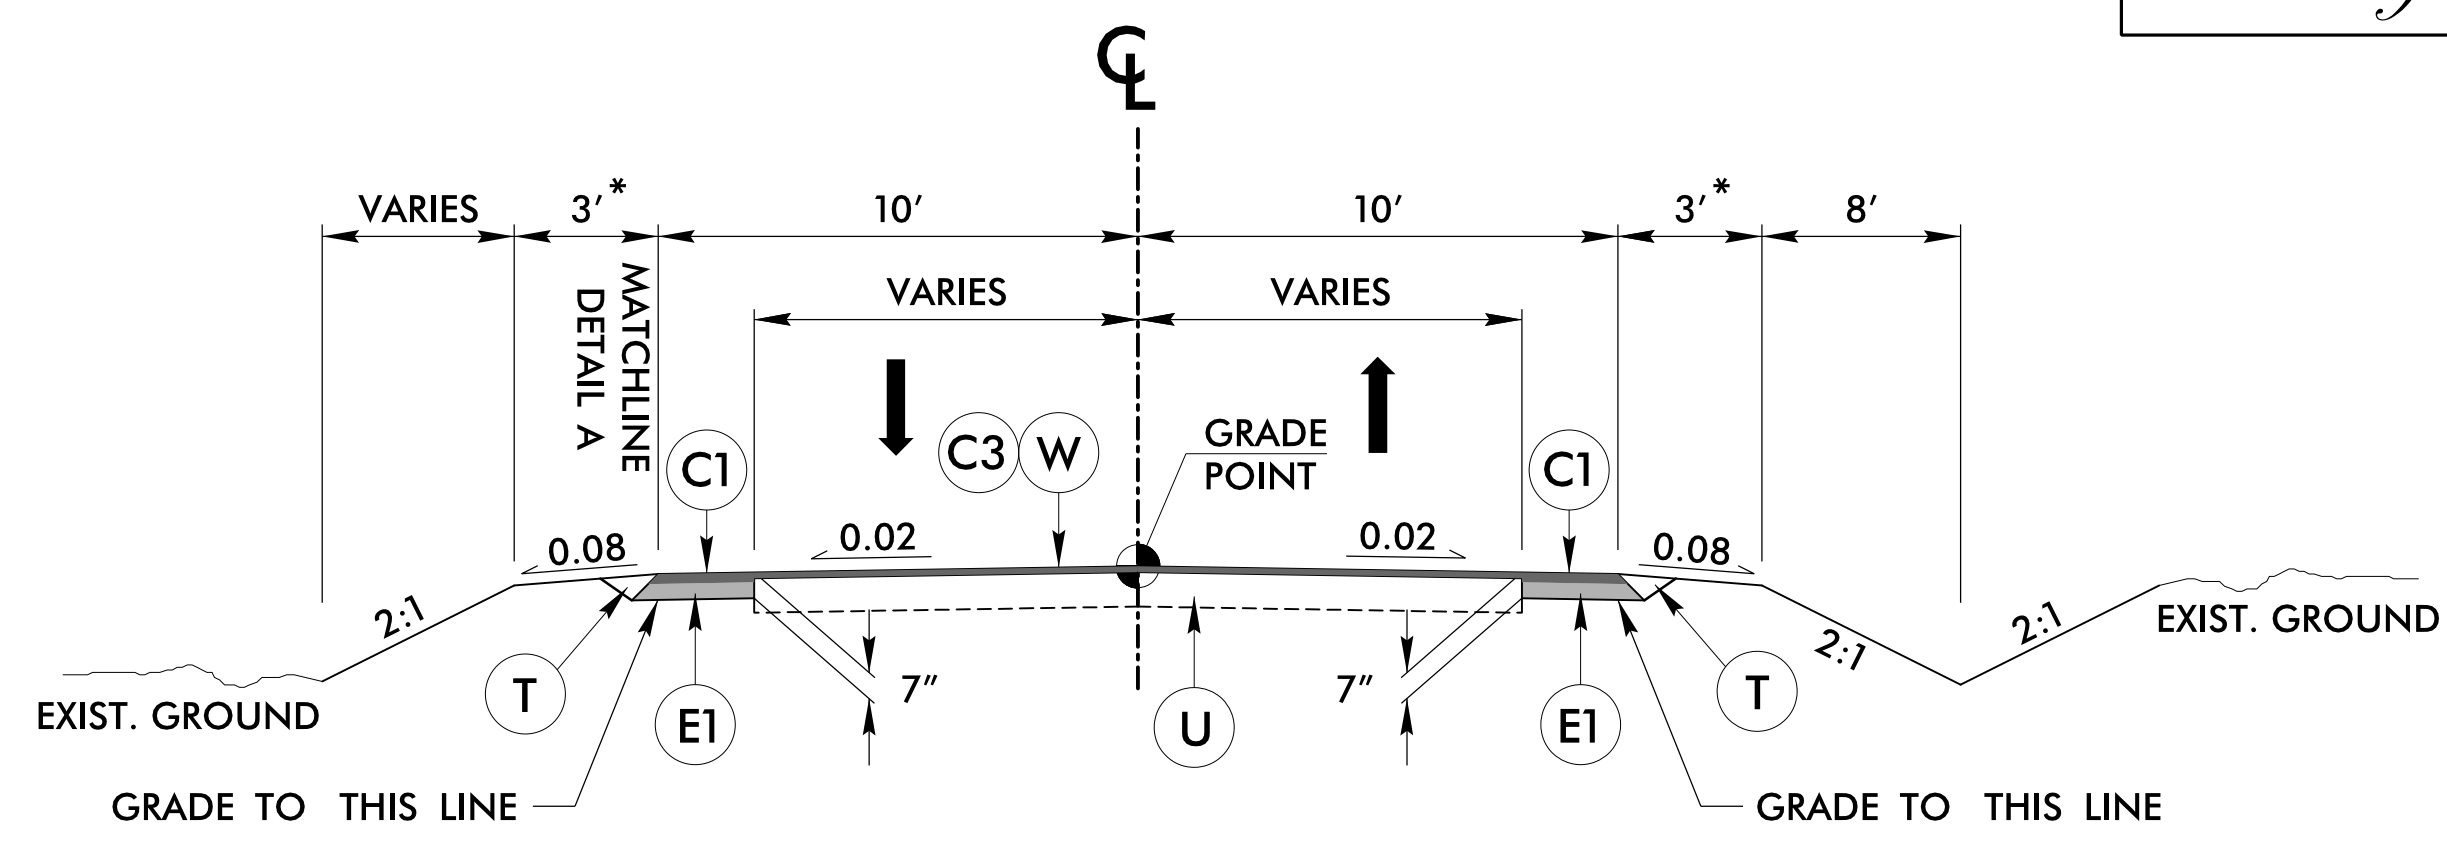 CL
VARIES 3'* 10' 10' 3'* 8'
VARIES VARIES
MATCHLINE
DETAIL A
GRADE
POINT
C1 C3 W C1
0.08 0.02 0.02 0.08
2:1 2:1 2:1
EXIST. GROUND
EXIST. GROUND
T E1 7" U 7" E1 T
GRADE TO THIS LINE
GRADE TO THIS LINE